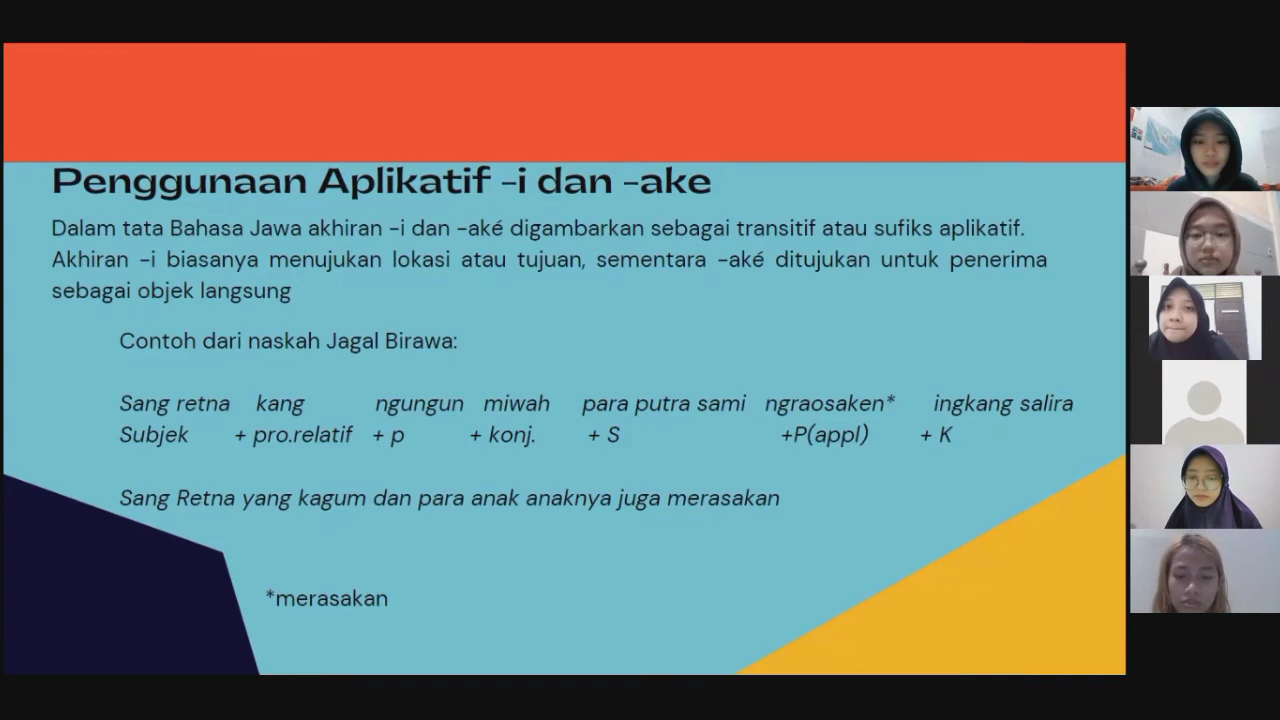 Penggunaan Aplikatif -i dan -ake
Dalam tata Bahasa Jawa akhiran -i dan -aké digambarkan sebagai transitif atau sufiks aplikatif.
Akhiran -i biasanya menujukan lokasi atau tujuan, sementara -aké ditujukan untuk penerima
sebagai objek langsung
Contoh dari naskah Jagal Birawa:
Sang retna kang ngungun miwah para putra sami ngraosaken* ingkang salira
Subjek + pro.relatif + p + konj. + S +P(appl) + K
Sang Retna yang kagum dan para anak anaknya juga merasakan
*merasakan